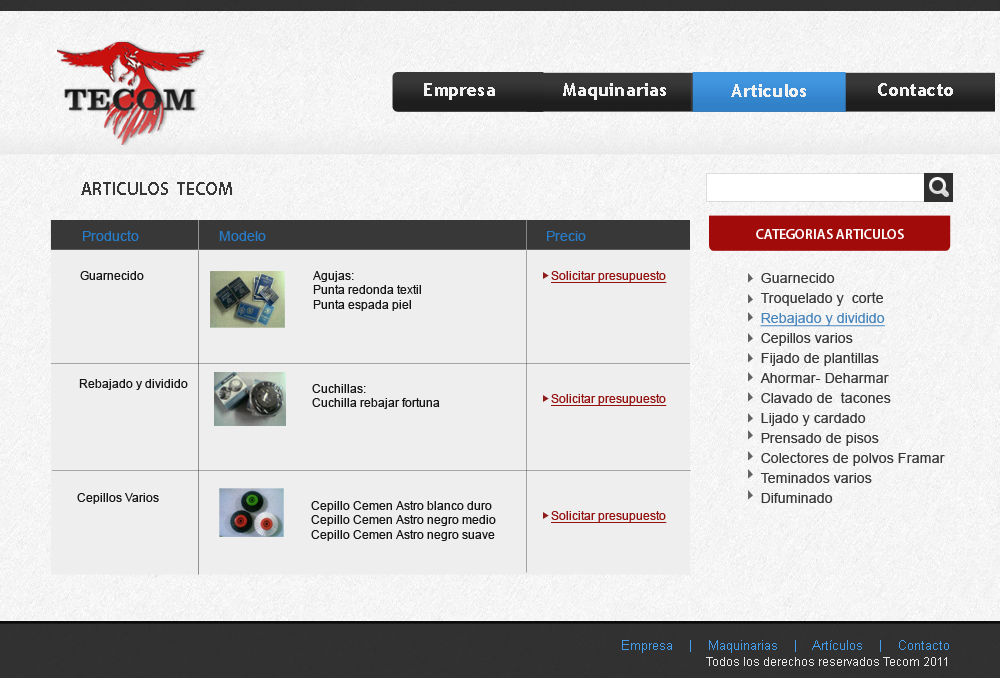 TECOM
Empresa
Maquinarias
Articulos
Contacto
ARTICULOS TECOM
Producto
Modelo
Precio
Guarnecido
Agujas:
Punta redonda textil
Punta espada piel
Solicitar presupuesto
Rebajado y dividido
Cuchillas:
Cuchilla rebajar fortuna
Solicitar presupuesto
Cepillos Varios
Cepillo Cemen Astro blanco duro
Cepillo Cemen Astro negro medio
Cepillo Cemen Astro negro suave
Solicitar presupuesto
CATEGORIAS ARTICULOS
Guarnecido
Troquelado y corte
Rebajado y dividido
Cepillos varios
Fijado de plantillas
Ahormar- Deharmar
Clavado de tacones
Lijado y cardado
Prensado de pisos
Colectores de polvos Framar
Teminados varios
Difuminado
Empresa | Maquinarias | Artículos | Contacto
Todos los derechos reservados Tecom 2011